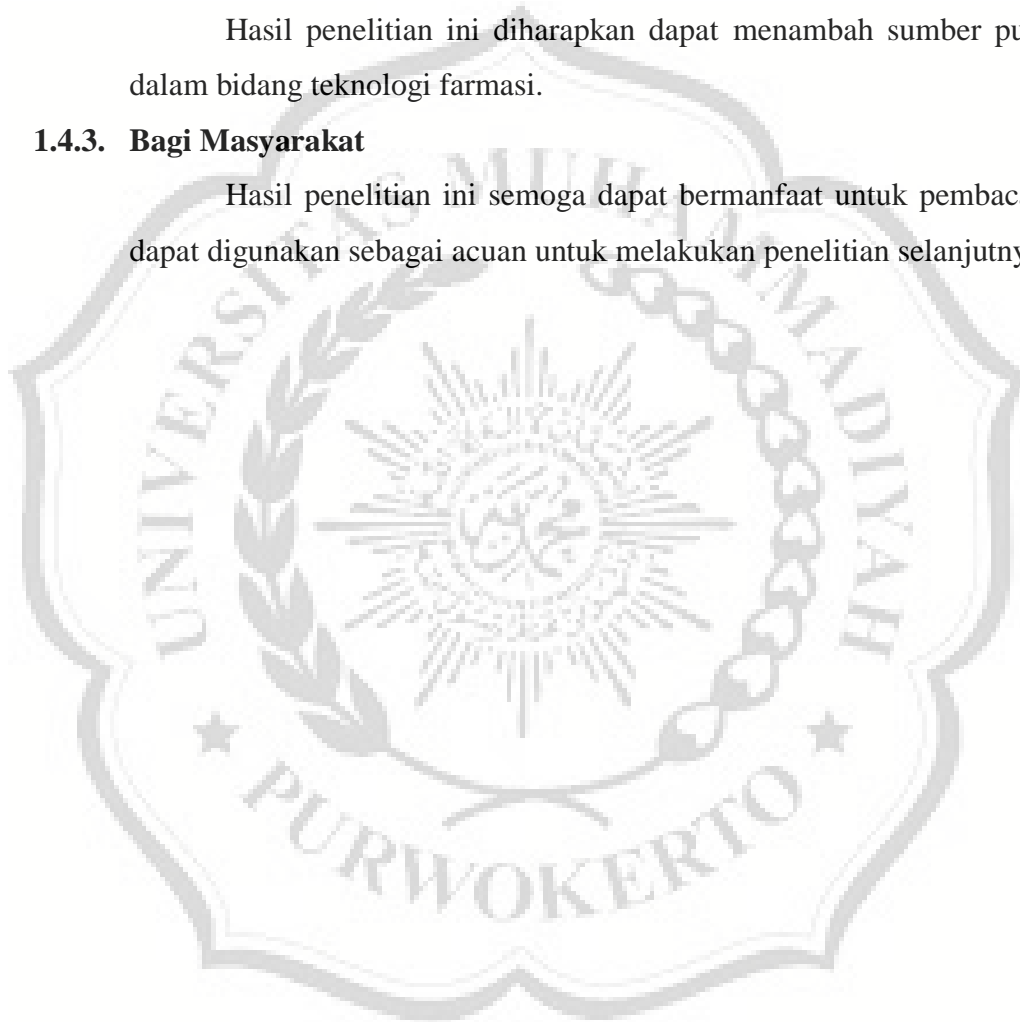 Hasil penelitian ini diharapkan dapat menambah sumber pu
dalam bidang teknologi farmasi.
1.4.3. Bagi Masyarakat
Hasil penelitian ini semoga dapat bermanfaat untuk pembaca
dapat digunakan sebagai acuan untuk melakukan penelitian selanjutny
UNIVERSITAS MUHAMMADIYAH
PURWOKERTO